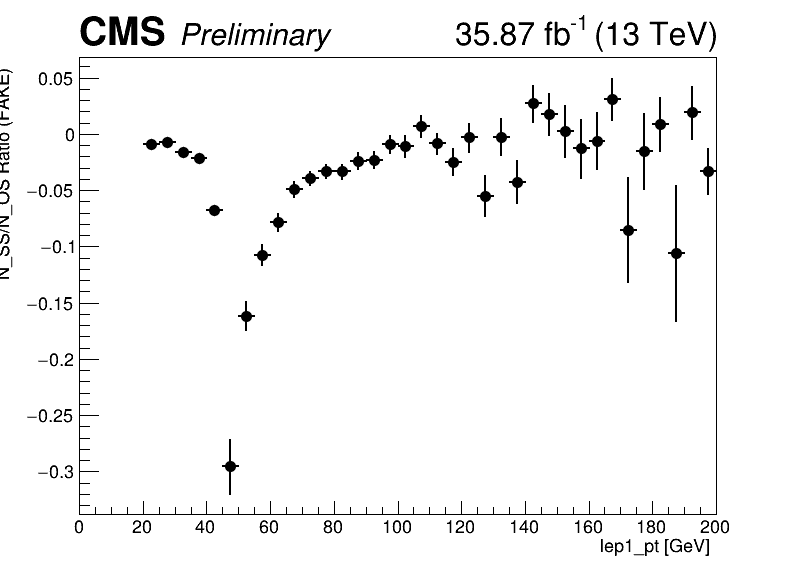 CMS Preliminary 35.87 fb⁻¹ (13 TeV)
N_SS/N_OS Ratio (FAKE)
0.05
0
−0.05
−0.1
−0.15
−0.2
−0.25
−0.3
0 20 40 60 80 100 120 140 160 180 200
lep1_pt [GeV]